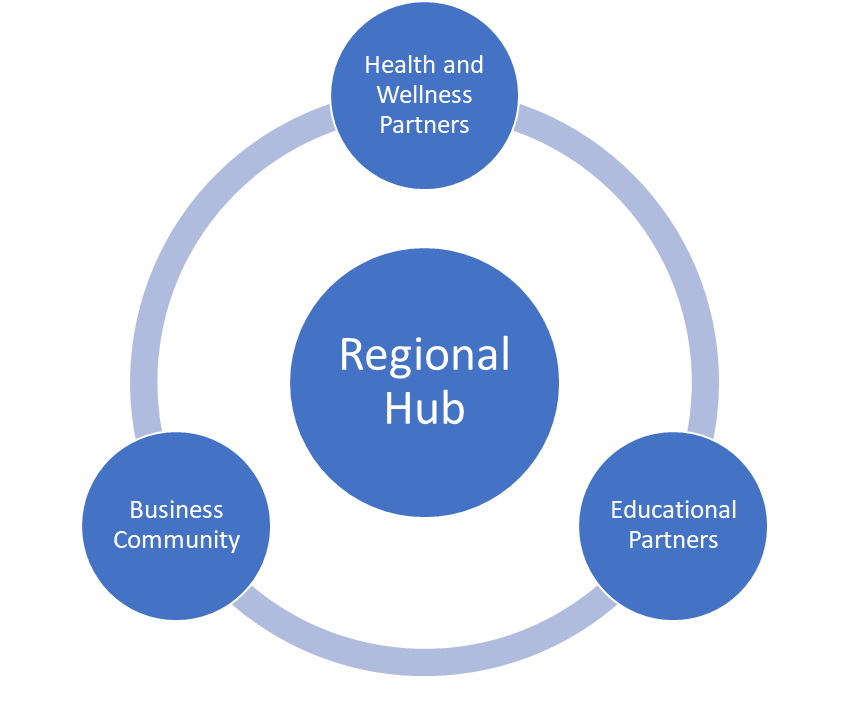 Health and
Wellness
Partners
Regional
Hub
Business
Community
Educational
Partners